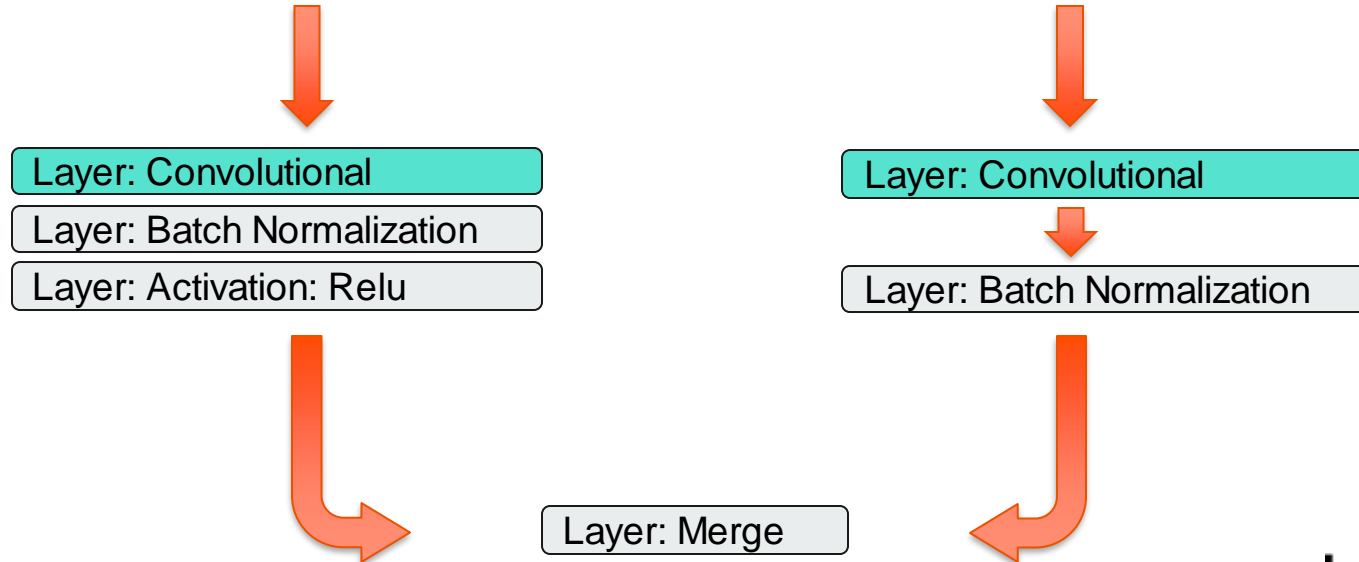 Layer: Convolutional
Layer: Batch Normalization
Layer: Activation: Relu
Layer: Convolutional
Layer: Batch Normalization
Layer: Merge